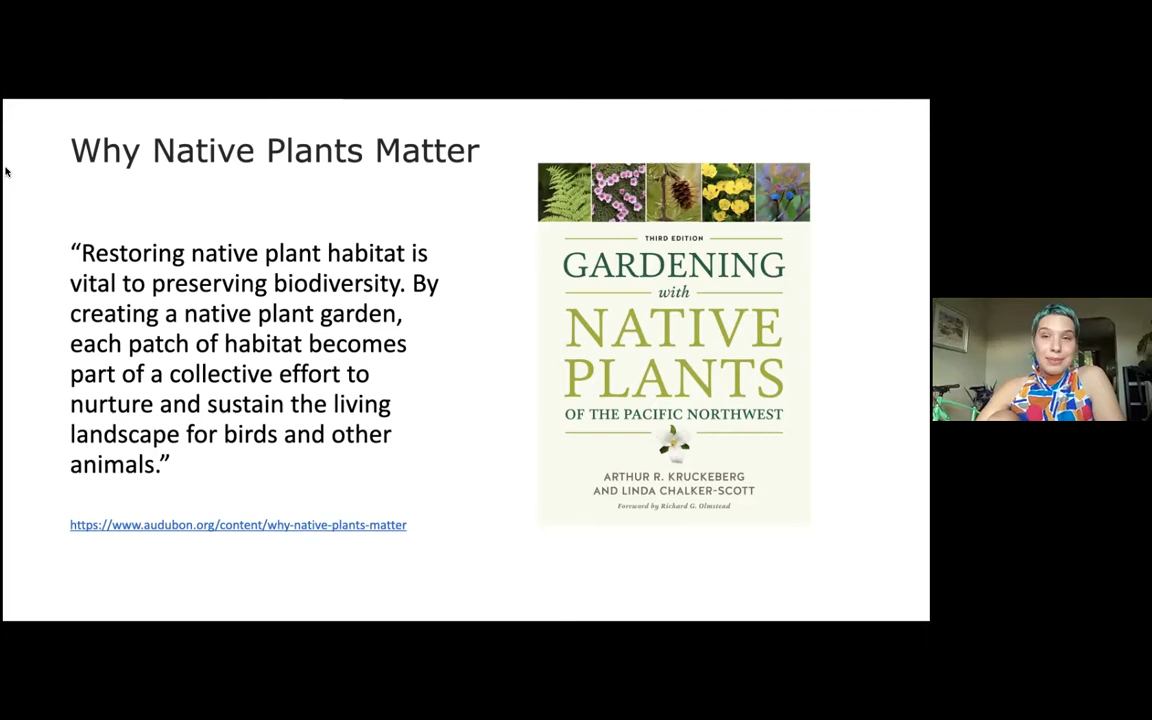 Why Native Plants Matter
“Restoring native plant habitat is
vital to preserving biodiversity. By
creating a native plant garden,
each patch of habitat becomes
part of a collective effort to
nurture and sustain the living
landscape for birds and other
animals.”
https://www.audubon.org/content/why-native-plants-matter
THIRD EDITION
GARDENING
with
NATIVE
PLANTS
OF THE PACIFIC NORTHWEST
ARTHUR R. KRUCKEBERG
AND LINDA CHALKER-SCOTT
Foreword by Richard G. Olmstead